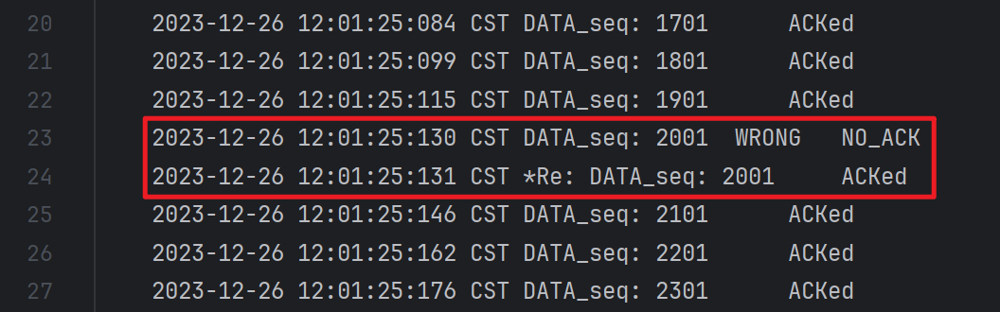 20 2023-12-26 12:01:25:084 CST DATA_seq: 1701 ACKed
21 2023-12-26 12:01:25:099 CST DATA_seq: 1801 ACKed
22 2023-12-26 12:01:25:115 CST DATA_seq: 1901 ACKed
23 2023-12-26 12:01:25:130 CST DATA_seq: 2001 WRONG NO_ACK
24 2023-12-26 12:01:25:131 CST *Re: DATA_seq: 2001 ACKed
25 2023-12-26 12:01:25:146 CST DATA_seq: 2101 ACKed
26 2023-12-26 12:01:25:162 CST DATA_seq: 2201 ACKed
27 2023-12-26 12:01:25:176 CST DATA_seq: 2301 ACKed